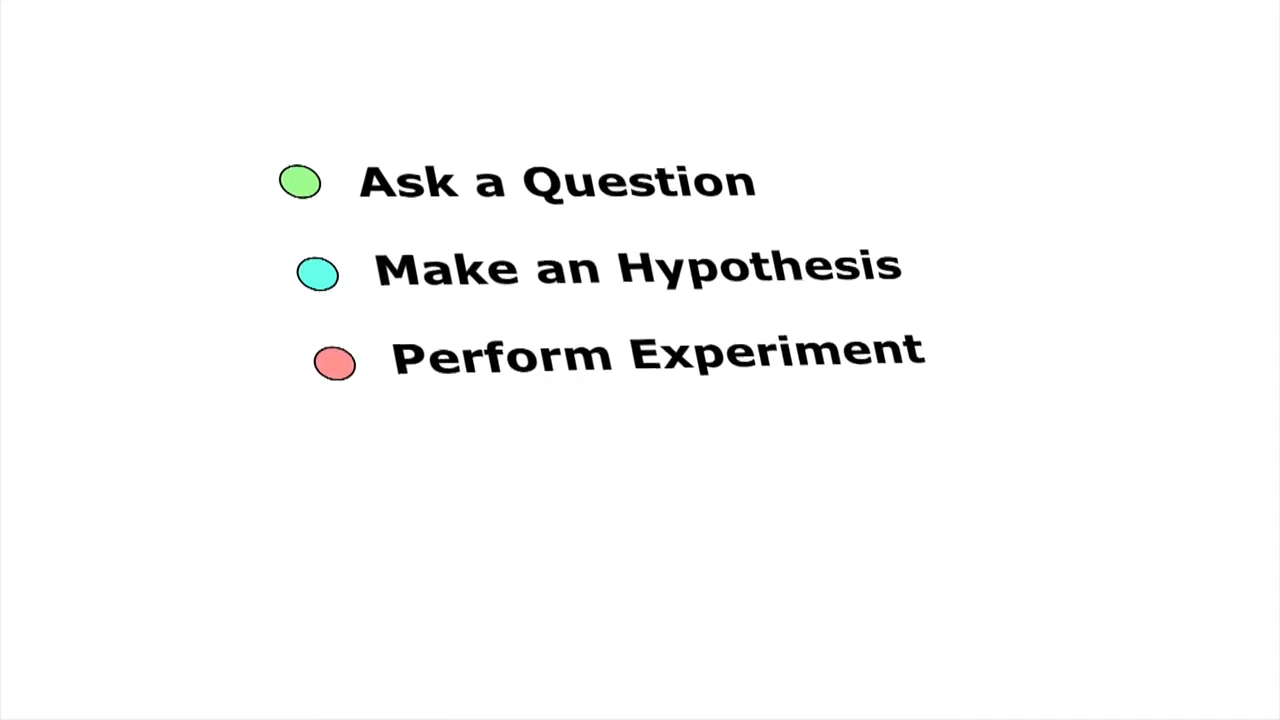 Ask a Question
Make an Hypothesis
Perform Experiment